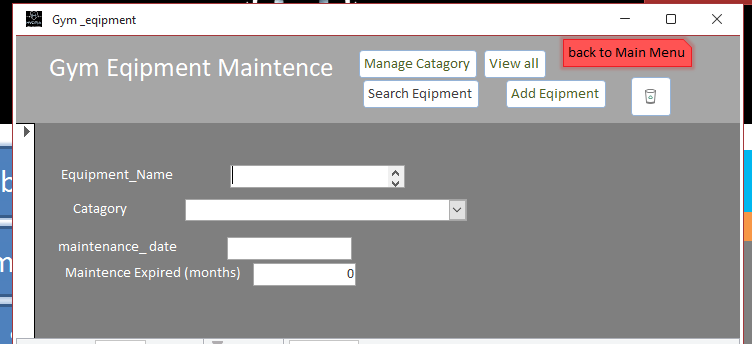 Gym _eqipment
Gym Eqipment Maintence
Manage Catagory
View all
back to Main Menu
Search Eqipment
Add Eqipment
Equipment_Name
Catagory
maintenance_ date
Maintence Expired (months)
0